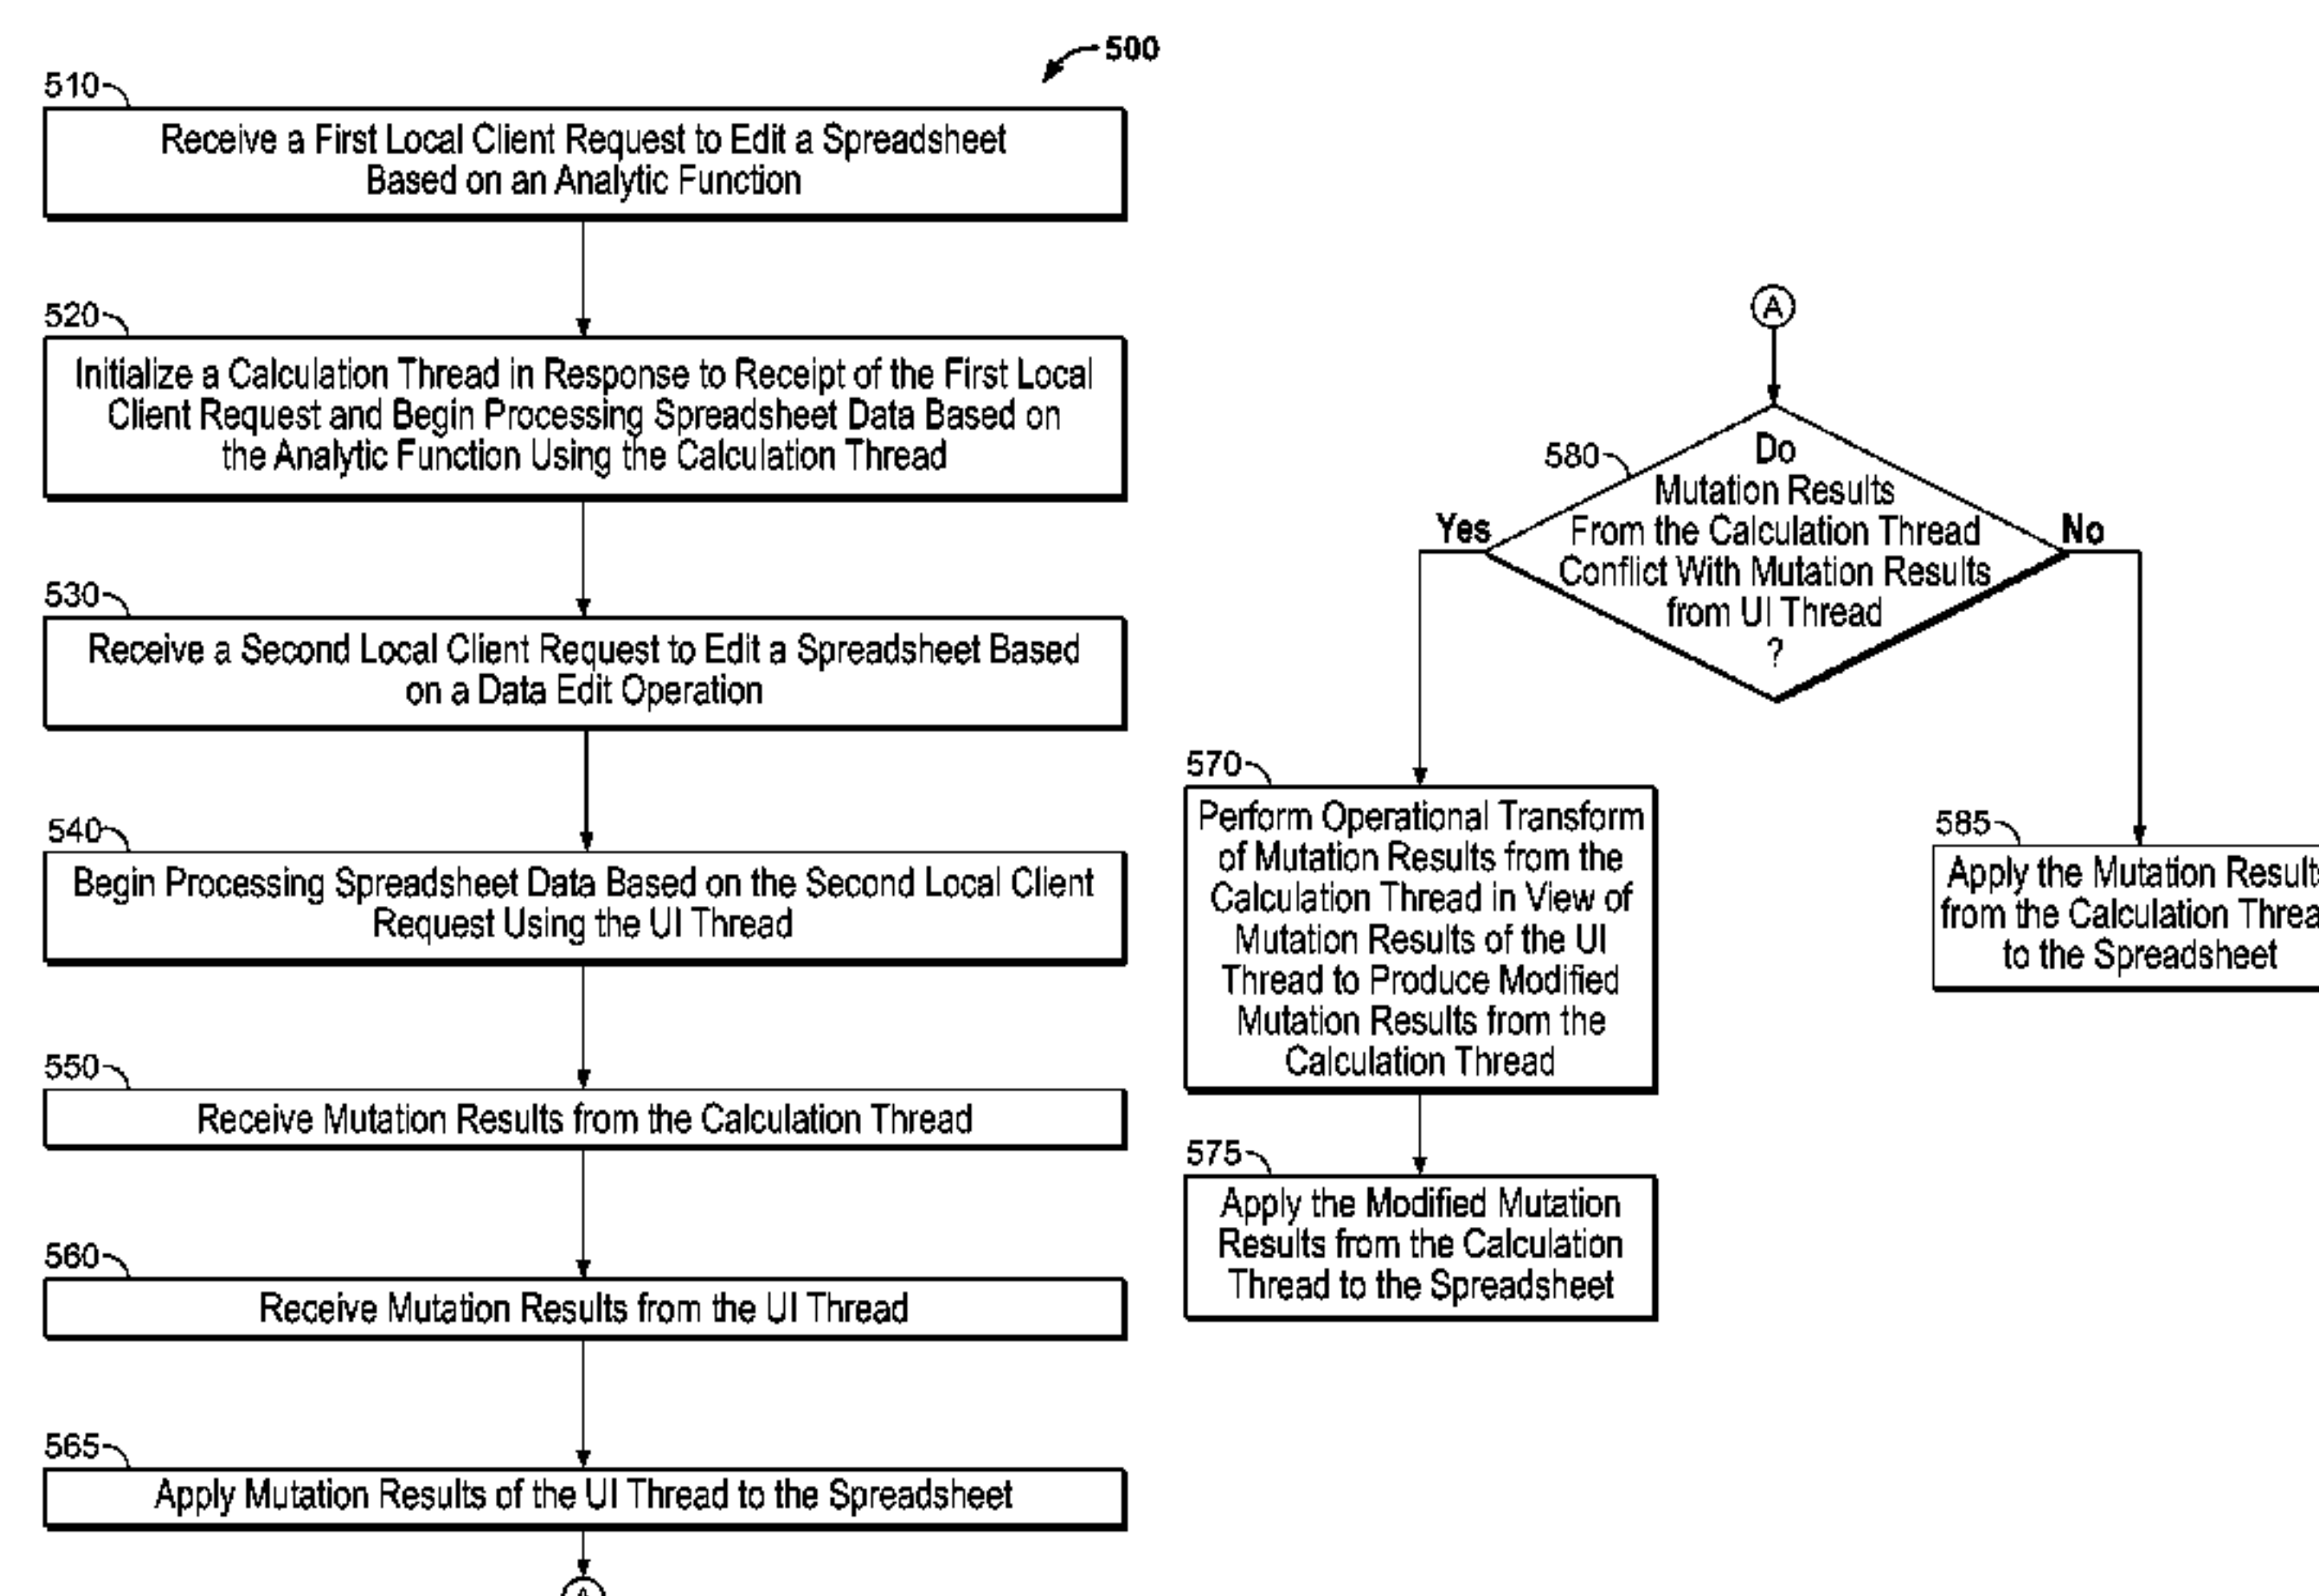 500
510
Receive a First Local Client Request to Edit a Spreadsheet
Based on an Analytic Function
520
Initialize a Calculation Thread in Response to Receipt of the First Local
Client Request and Begin Processing Spreadsheet Data Based on
the Analytic Function Using the Calculation Thread
530
Receive a Second Local Client Request to Edit a Spreadsheet Based
on a Data Edit Operation
540
Begin Processing Spreadsheet Data Based on the Second Local Client
Request Using the UI Thread
550
Receive Mutation Results from the Calculation Thread
560
Receive Mutation Results from the UI Thread
565
Apply Mutation Results of the UI Thread to the Spreadsheet
A
580
Do
Mutation Results
From the Calculation Thread
Conflict With Mutation Results
from UI Thread
?
Yes
No
570
Perform Operational Transform
of Mutation Results from the
Calculation Thread in View of
Mutation Results of the UI
Thread to Produce Modified
Mutation Results from the
Calculation Thread
575
Apply the Modified Mutation
Results from the Calculation
Thread to the Spreadsheet
585
Apply the Mutation Results
from the Calculation
to the Spreadsheet